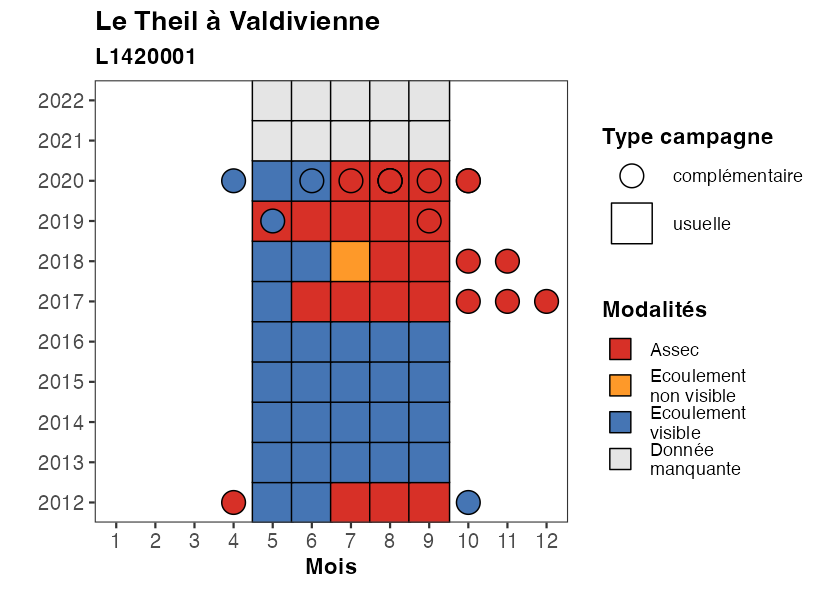 Le Theil à Valdivienne
L1420001
2022
2021
2020
2019
2018
2017
2016
2015
2014
2013
2012
1 2 3 4 5 6 7 8 9 10 11 12
Mois
Type campagne
complémentaire
usuelle
Modalités
Assec
Ecoulement
non visible
Ecoulement
visible
Donnée
manquante